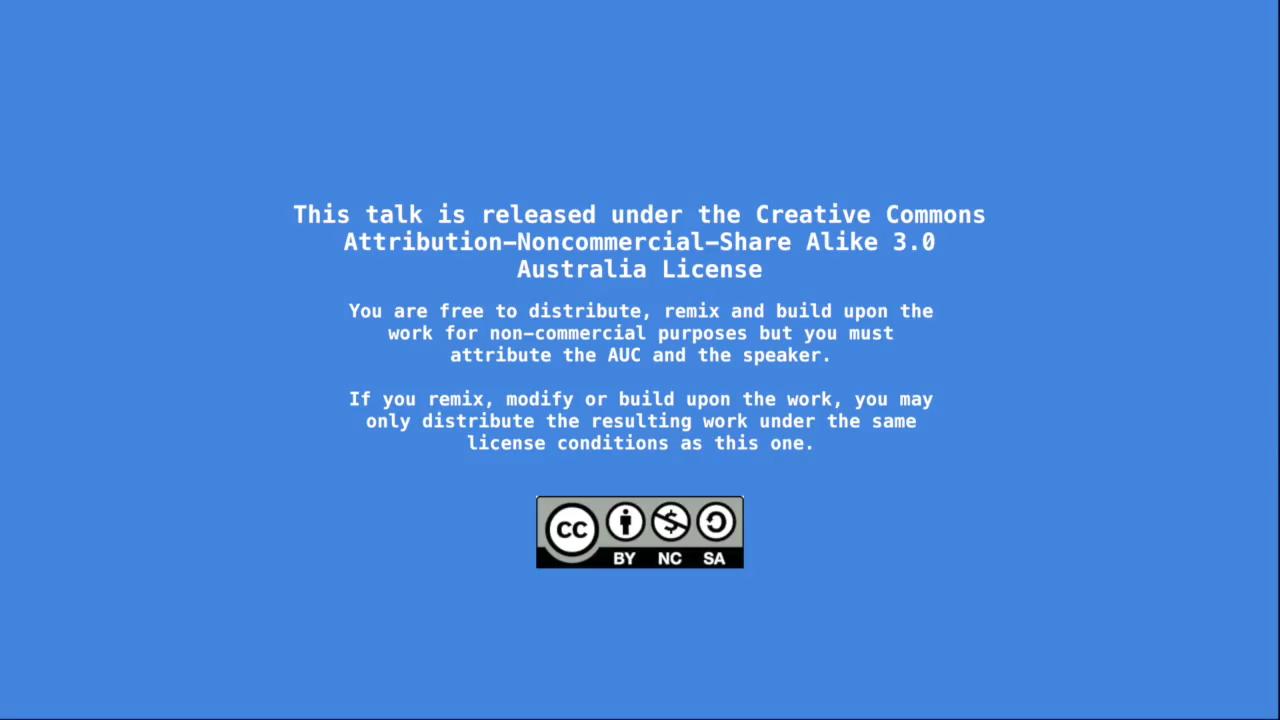 This talk is released under the Creative Commons
Attribution-Noncommercial-Share Alike 3.0
Australia License
You are free to distribute, remix and build upon the
work for non-commercial purposes but you must
attribute the AUC and the speaker.
If you remix, modify or build upon the work, you may
only distribute the resulting work under the same
license conditions as this one.
CC
BY NC SA